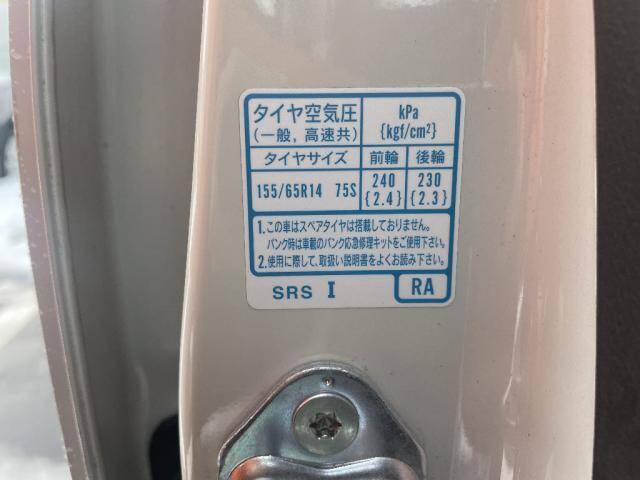 タイヤ空気圧
(一般, 高速共)
kPa
{kgf/cm²}
タイヤサイズ 前輪 後輪
155/65R14 75S 240 230
{2.4} {2.3}
1. この車はスペアタイヤは搭載しておりません。
パンク時は車載のパンク応急修理キットをご使用下さい。
2. 使用に際して、取扱い説明書をよくお読み下さい。
SRS I RA